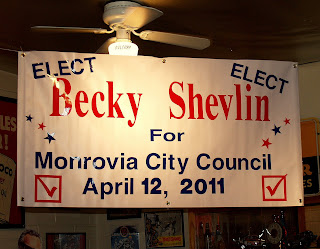 ELECT ELECT
Becky Shevlin
For
Monrovia City Council
April 12, 2011